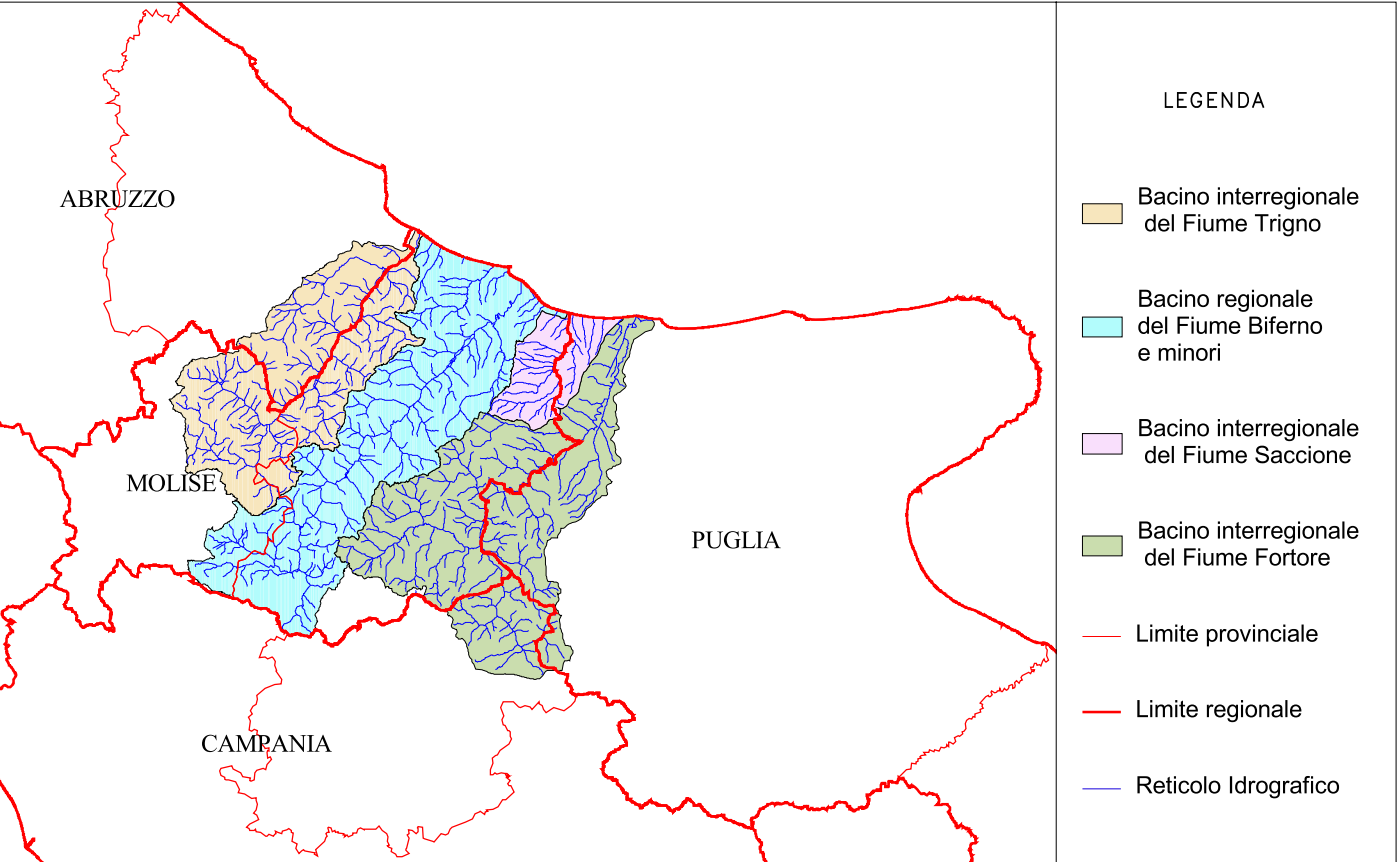 ABRUZZO
MOLISE
PUGLIA
CAMPANIA
LEGENDA
Bacino interregionale
del Fiume Trigno
Bacino regionale
del Fiume Biferno
e minori
Bacino interregionale
del Fiume Saccione
Bacino interregionale
del Fiume Fortore
Limite provinciale
Limite regionale
Reticolo Idrografico